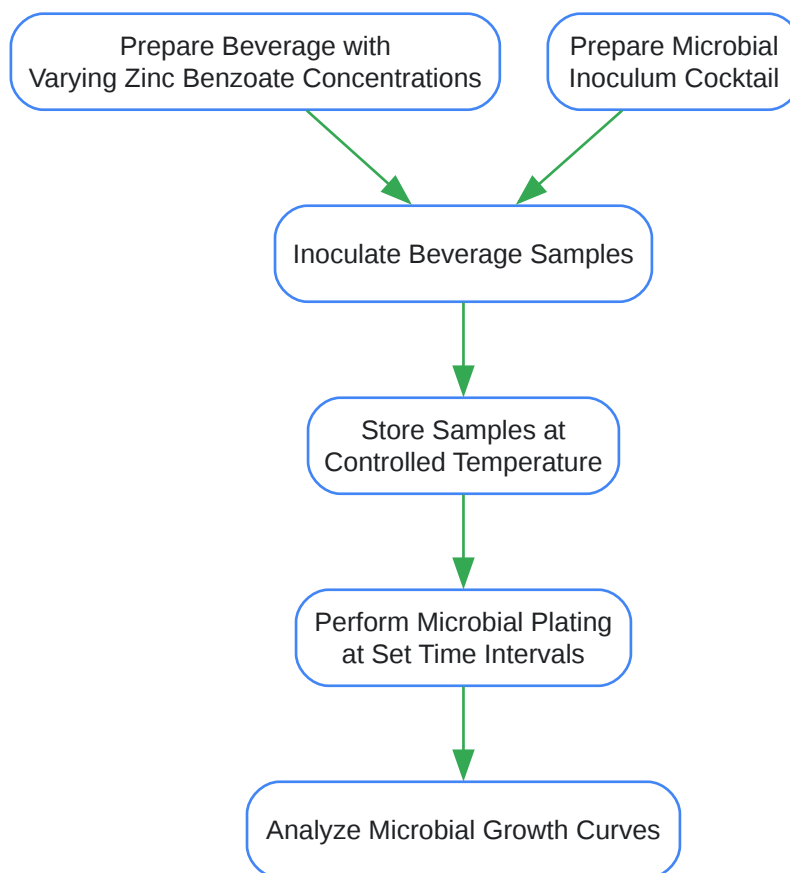 Prepare Beverage with
Varying Zinc Benzoate Concentrations
Prepare Microbial
Inoculum Cocktail
Inoculate Beverage Samples
Store Samples at
Controlled Temperature
Perform Microbial Plating
at Set Time Intervals
Analyze Microbial Growth Curves